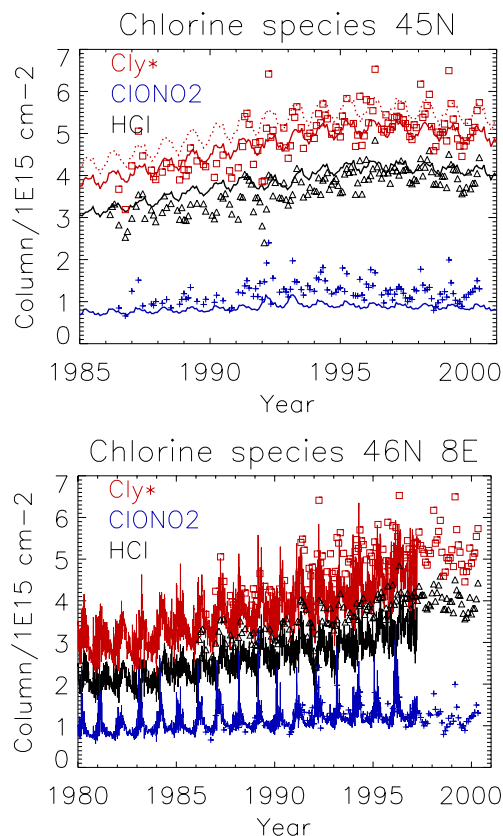 Chlorine species 45N
7
Cly*
ClONO2
HCl
6
5
4
3
2
1
0
Column/1E15 cm-2
1985 1990 1995 2000
Year
Chlorine species 46N 8E
7
Cly*
ClONO2
HCl
6
5
4
3
2
1
0
Column/1E15 cm-2
1980 1985 1990 1995 2000
Year